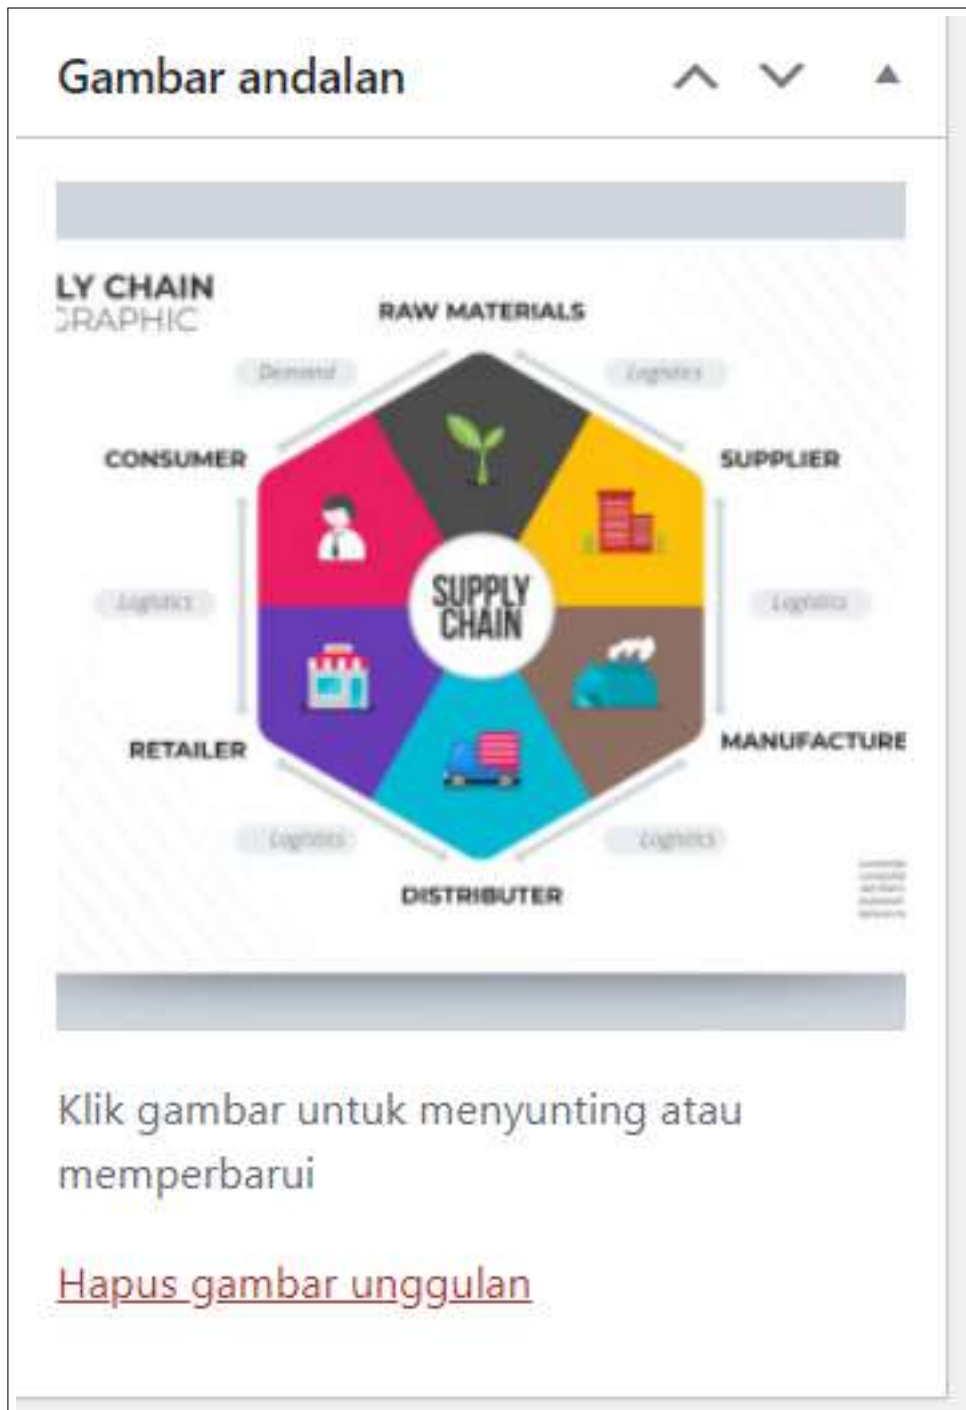 Gambar andalan
LY CHAIN
GRAPHIC
RAW MATERIALS
Demand
Logistics
CONSUMER
SUPPLIER
SUPPLY
CHAIN
Logistics
Logistics
RETAILER
MANUFACTURE
Logistics
Logistics
DISTRIBUTER
Klik gambar untuk menyunting atau
memperbarui
Hapus gambar unggulan